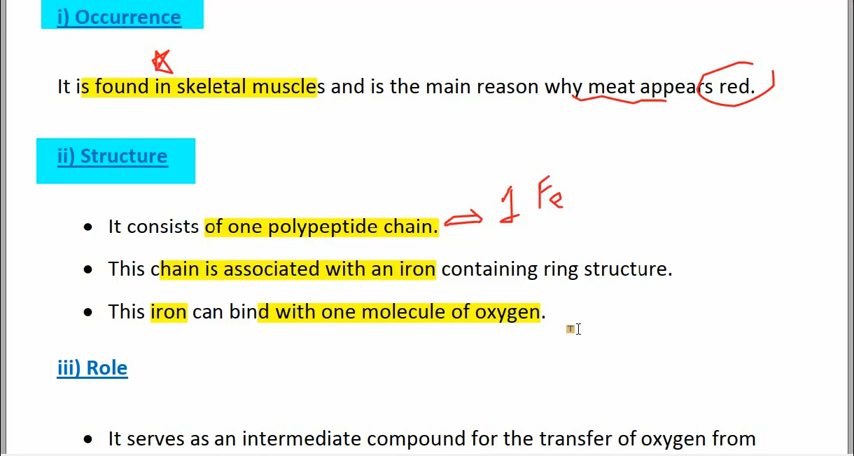 i) Occurrence
It is found in skeletal muscles and is the main reason why meat appears red.
ii) Structure
• It consists of one polypeptide chain. ⇒ 1 Fe
• This chain is associated with an iron containing ring structure.
• This iron can bind with one molecule of oxygen.
iii) Role
• It serves as an intermediate compound for the transfer of oxygen from